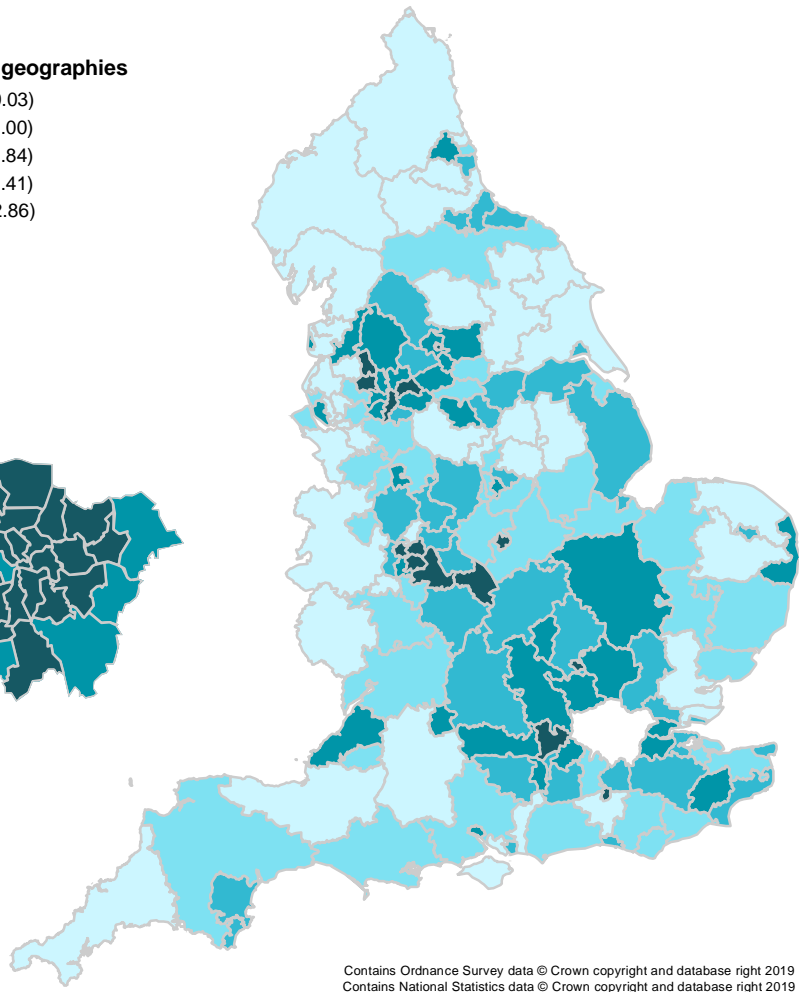 geographies
.03)
.00)
.84)
.41)
2.86)
Contains Ordnance Survey data © Crown copyright and database right 2019
Contains National Statistics data © Crown copyright and database right 2019